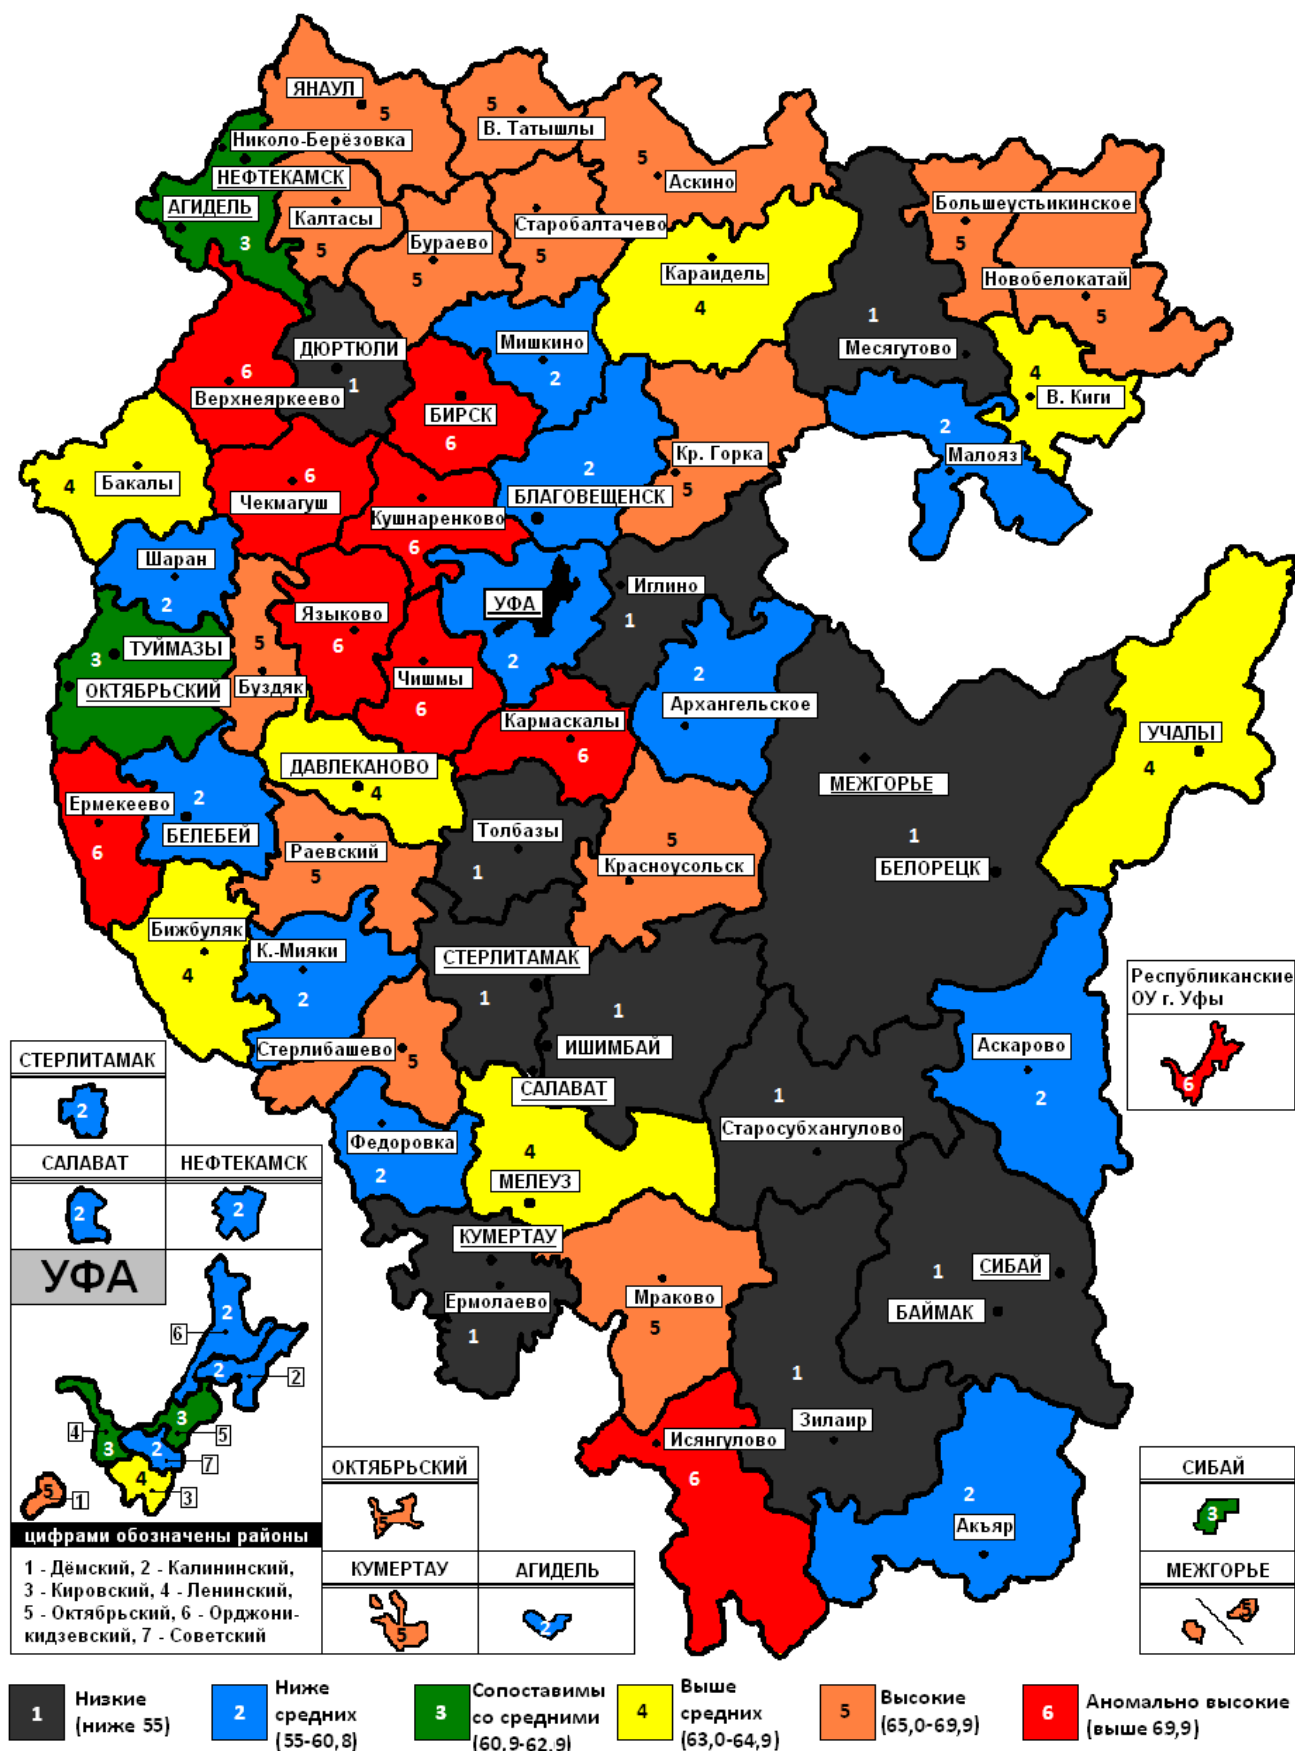 ЯНАУЛ
5
5
В. Татышлы
Николо-Берёзовка
НЕФТЕКАМСК
5
Аскино
АГИДЕЛЬ
3
Калтасы
5
Бураево
5
Старобалтачево
5
Большеустьикинское
5
Караидель
4
Новобелокатай
5
ДЮРТЮЛИ
1
Мишкино
2
1
Месягутово
6
Верхнеяркеево
4
В. Киги
БИРСК
6
2
Малояз
Бакалы
4
6
Чекмагуш
Кр. Горка
5
2
БЛАГОВЕЩЕНСК
Кушнаренково
6
Шаран
2
Иглино
1
УФА
2
Языково
6
ТУЙМАЗЫ
3
ОКТЯБРЬСКИЙ
5
Буздяк
Чишмы
6
2
Архангельское
Кармаскалы
6
УЧАЛЫ
4
ДАВЛЕКАНОВО
4
МЕЖГОРЬЕ
1
БЕЛОРЕЦК
Ермекеево
6
2
БЕЛЕБЕЙ
Толбазы
1
5
Красноусольск
Раевский
5
Бижбуляк
4
К.-Мияки
2
СТЕРЛИТАМАК
1
1
ИШИМБАЙ
Республиканские
ОУ г. Уфы
6
Стерлибашево
5
Аскарово
2
САЛАВАТ
1
Старосубхангулово
Федоровка
2
4
МЕЛЕУЗ
СТЕРЛИТАМАК
2
САЛАВАТ
2
НЕФТЕКАМСК
2
КУМЕРТАУ
Ермолаево
1
Мраково
5
1
СИБАЙ
БАЙМАК
УФА
2
6
2
2
3
4
3
5
2
7
4
3
5
1
1
Зилаир
Исянгулово
6
2
Акъяр
цифрами обозначены районы
1 - Дёмский, 2 - Калининский,
3 - Кировский, 4 - Ленинский,
5 - Октябрьский, 6 - Орджони-
кидзевский, 7 - Советский
ОКТЯБРЬСКИЙ
5
КУМЕРТАУ
5
АГИДЕЛЬ
2
СИБАЙ
3
МЕЖГОРЬЕ
5
1 Низкие
(ниже 55)
2 Ниже
средних
(55-60,8)
3 Сопоставимы
со средними
(60,9-62,9)
4 Выше
средних
(63,0-64,9)
5 Высокие
(65,0-69,9)
6 Аномально высокие
(выше 69,9)